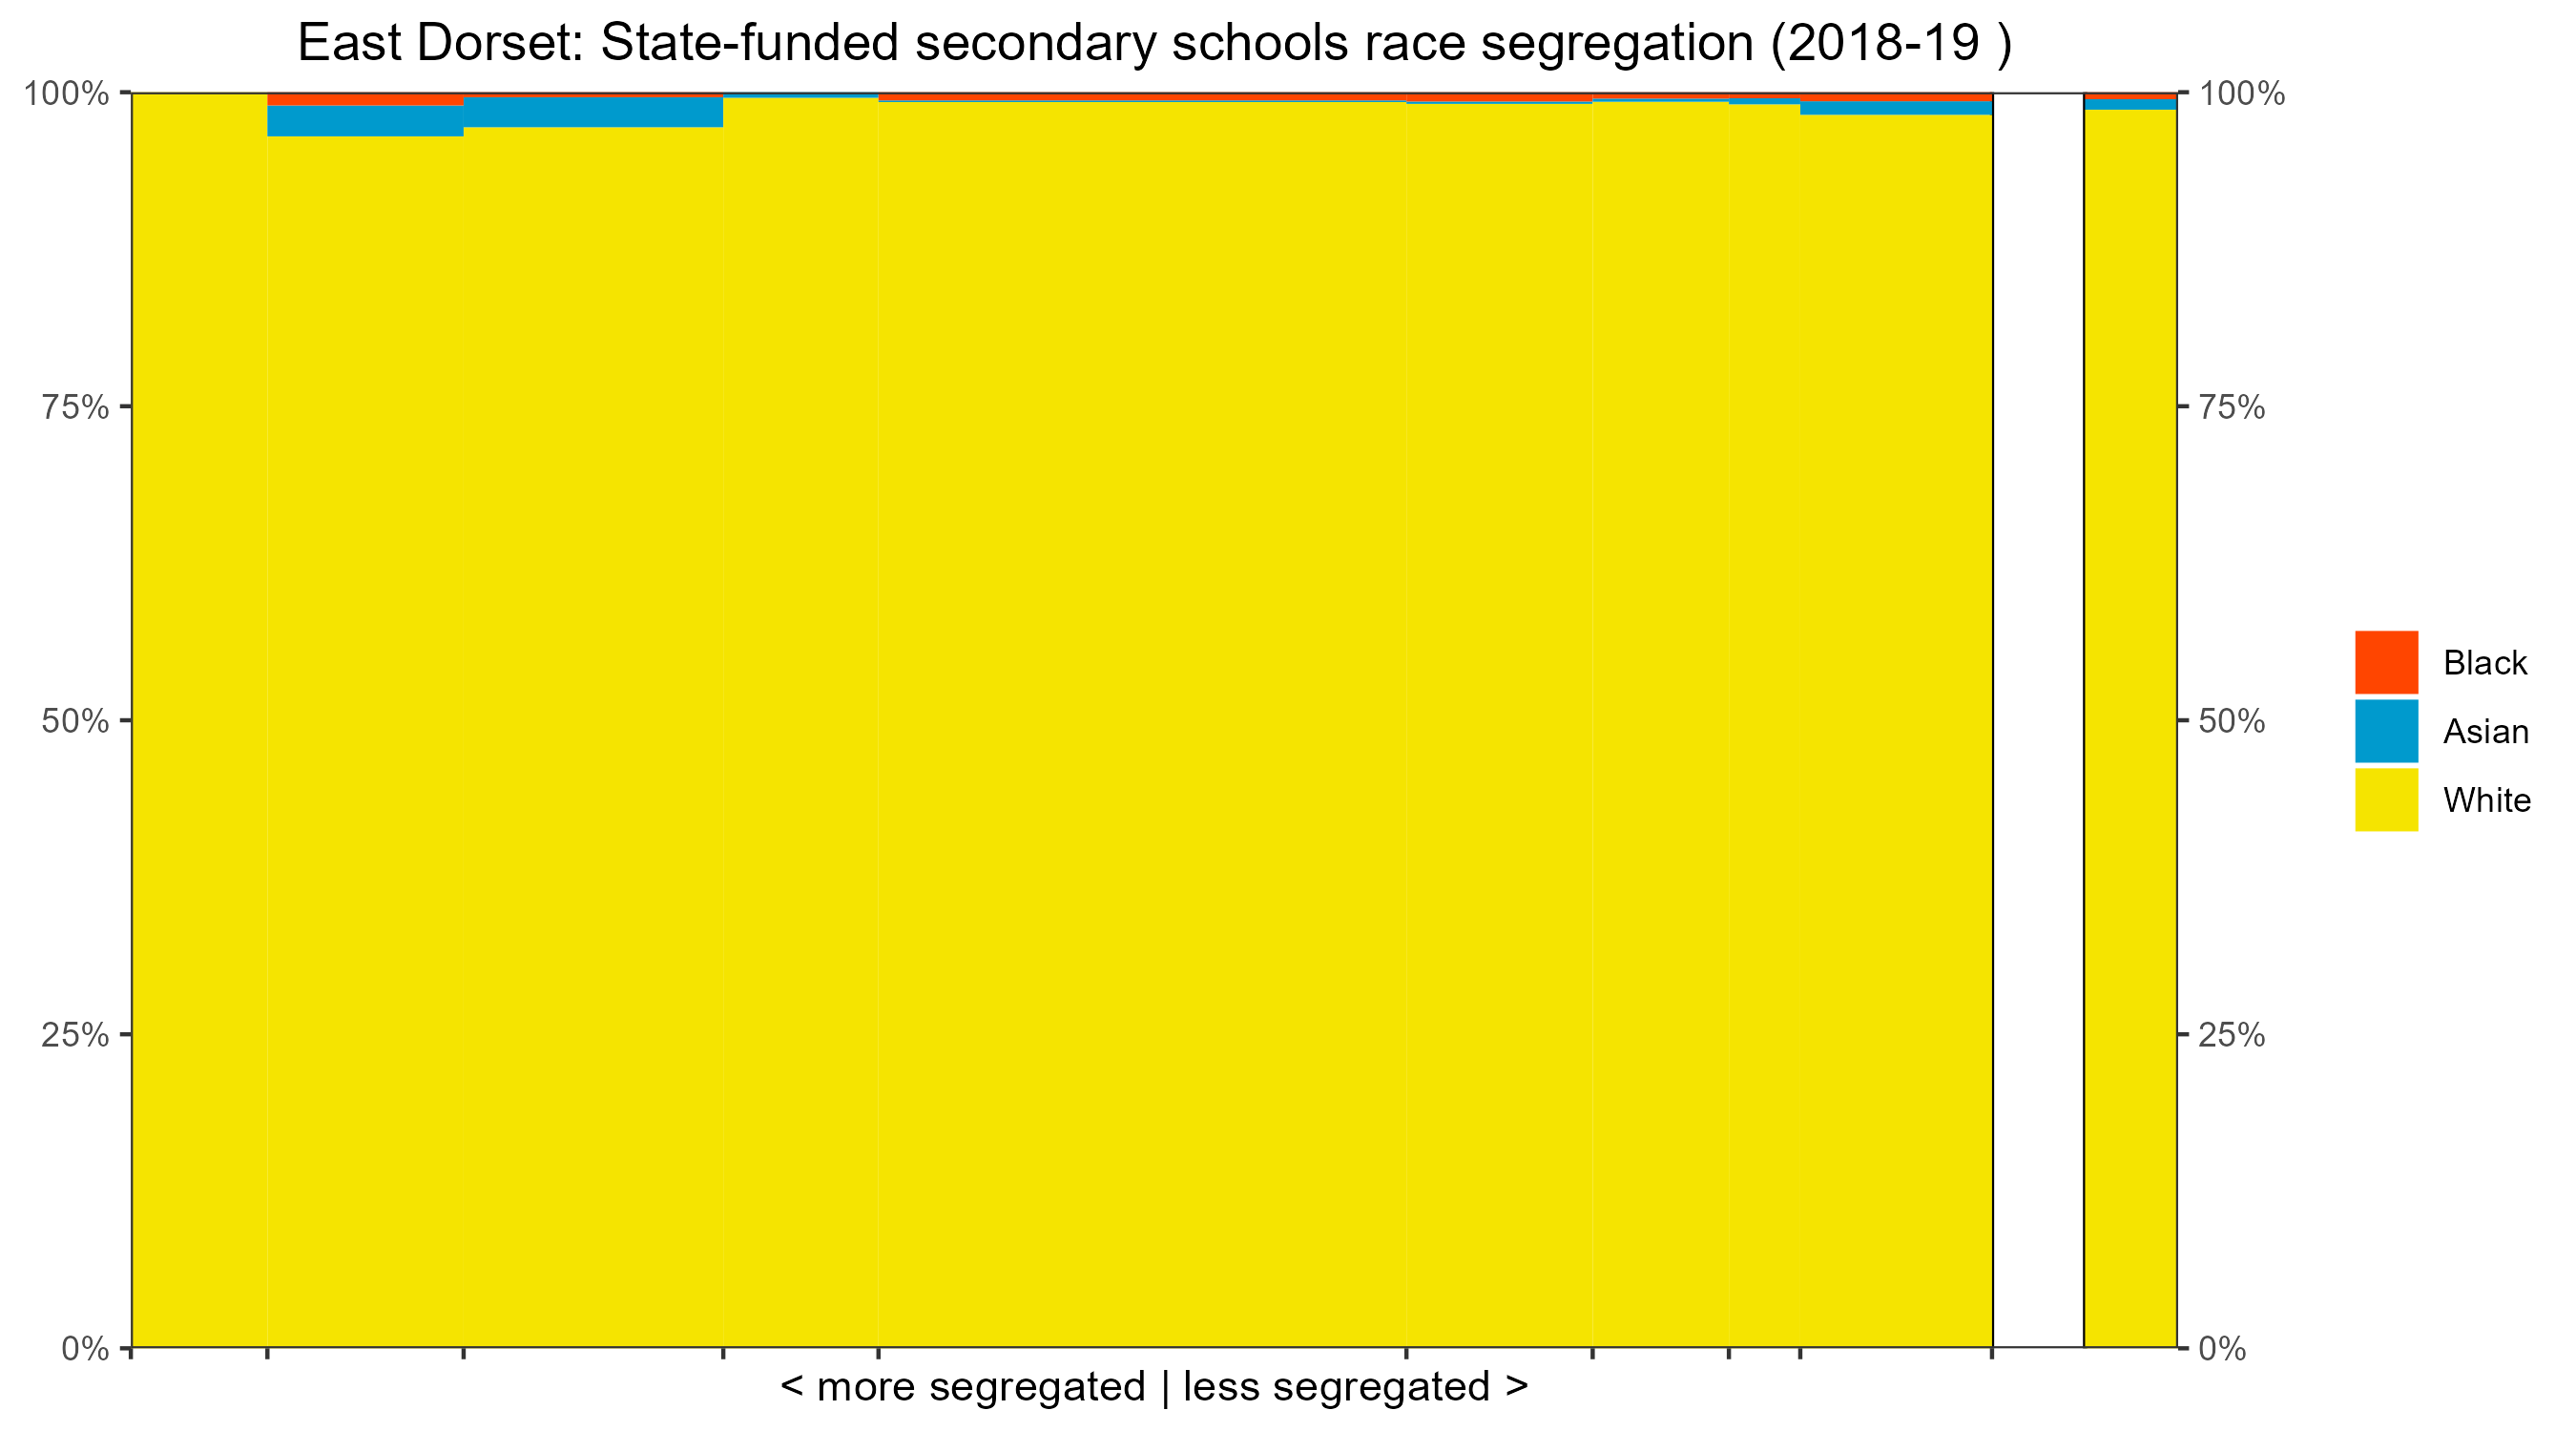 East Dorset: State-funded secondary schools race segregation (2018-19 )
100%
75%
50%
25%
0%
100%
75%
50%
25%
0%
Black
Asian
White
< more segregated | less segregated >